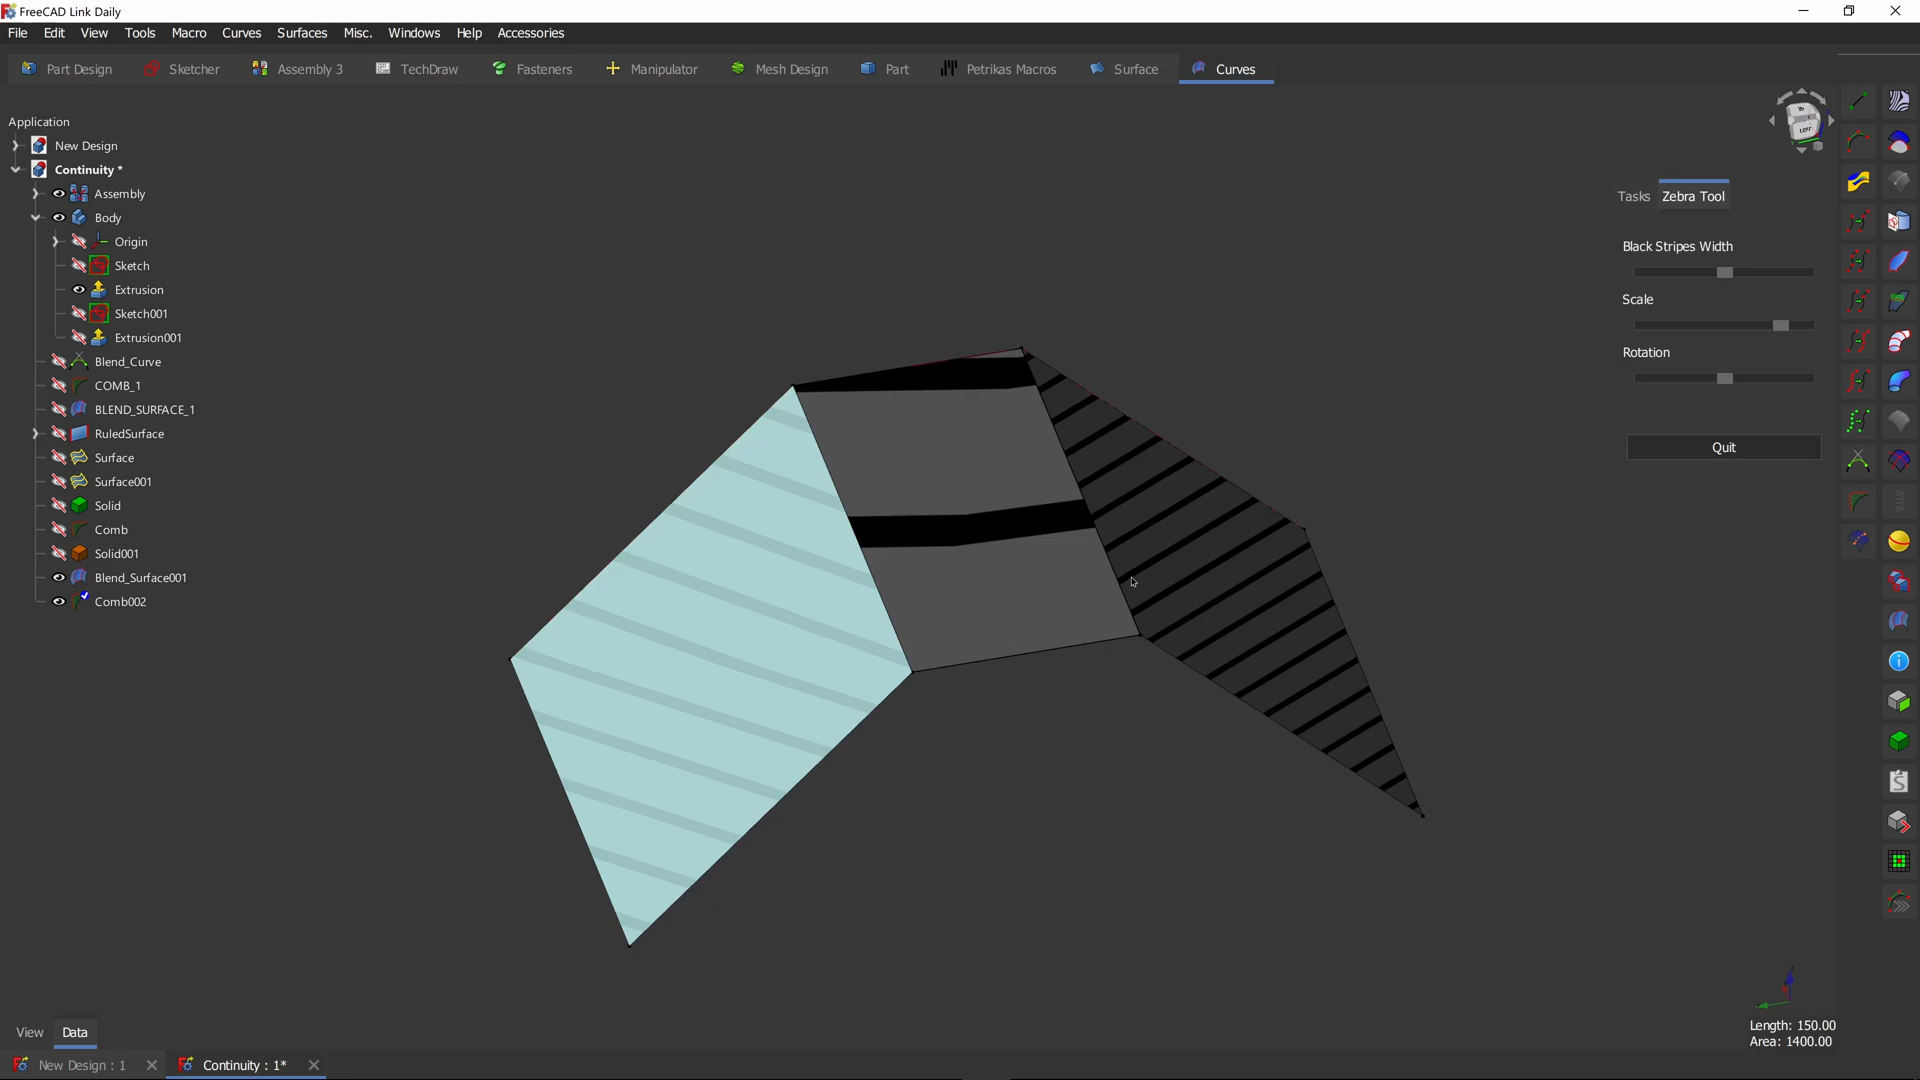 FreeCAD Link Daily
File Edit View Tools Macro Curves Surfaces Misc. Windows Help Accessories
Part Design Sketcher Assembly 3 TechDraw Fasteners Manipulator Mesh Design Part Petrikas Macros Surface Curves
Application
New Design
Continuity *
Assembly
Body
Origin
Sketch
Extrusion
Sketch001
Extrusion001
Blend_Curve
COMB_1
BLEND_SURFACE_1
RuledSurface
Surface
Surface001
Solid
Comb
Solid001
Blend_Surface001
Comb002
LEFT
Tasks Zebra Tool
Black Stripes Width
Scale
Rotation
Quit
Length: 150.00
Area: 1400.00
View Data
New Design : 1 Continuity : 1*